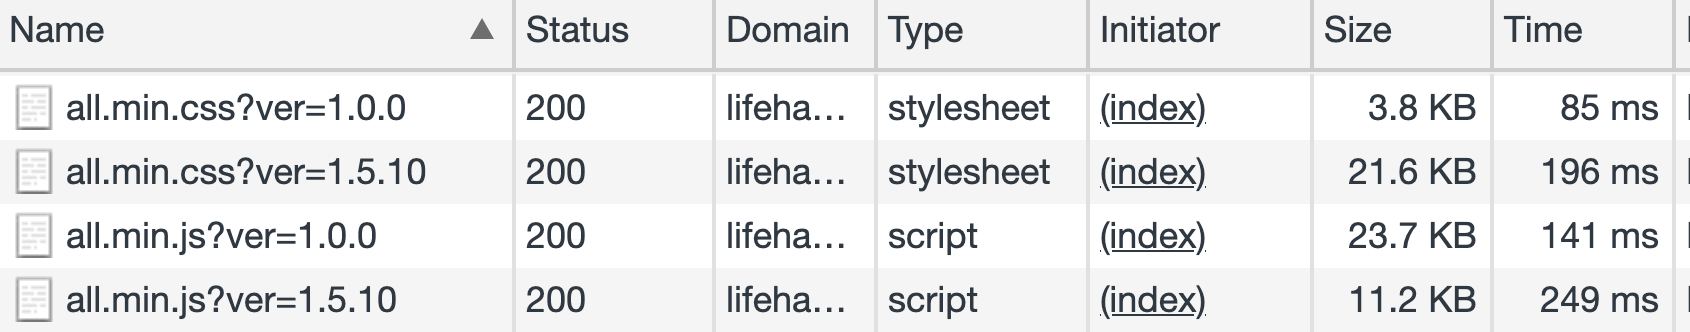 Name ▲ Status Domain Type Initiator Size Time
all.min.css?ver=1.0.0 200 lifeha... stylesheet (index) 3.8 KB 85 ms
all.min.css?ver=1.5.10 200 lifeha... stylesheet (index) 21.6 KB 196 ms
all.min.js?ver=1.0.0 200 lifeha... script (index) 23.7 KB 141 ms
all.min.js?ver=1.5.10 200 lifeha... script (index) 11.2 KB 249 ms